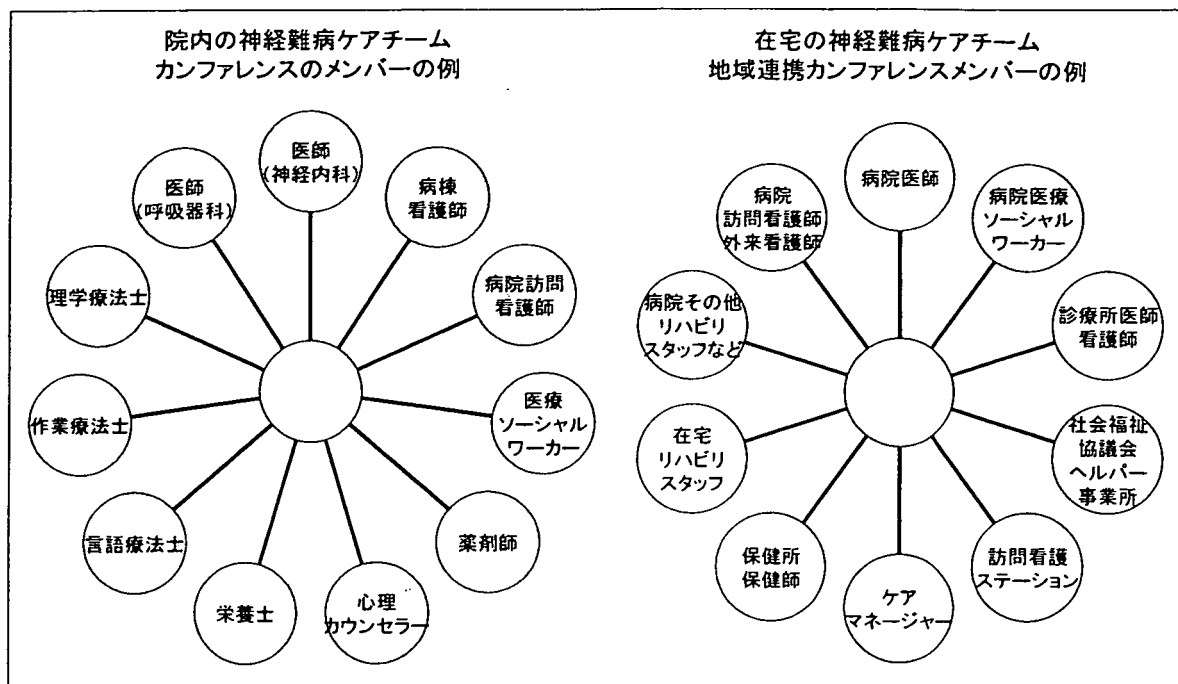 院内の神経難病ケアチーム
カンファレンスのメンバーの例
医師
(神経内科)
病棟
看護師
病院訪問
看護師
医療
ソーシャル
ワーカー
薬剤師
心理
カウンセラー
栄養士
言語療法士
作業療法士
理学療法士
医師
(呼吸器科)
在宅の神経難病ケアチーム
地域連携カンファレンスメンバーの例
病院医師
病院医療
ソーシャル
ワーカー
診療所医師
看護師
社会福祉
協議会
ヘルパー
事業所
訪問看護
ステーション
ケア
マネージャー
保健所
保健師
在宅
リハビリ
スタッフ
病院その他
リハビリ
スタッフなど
病院
訪問看護師
外来看護師